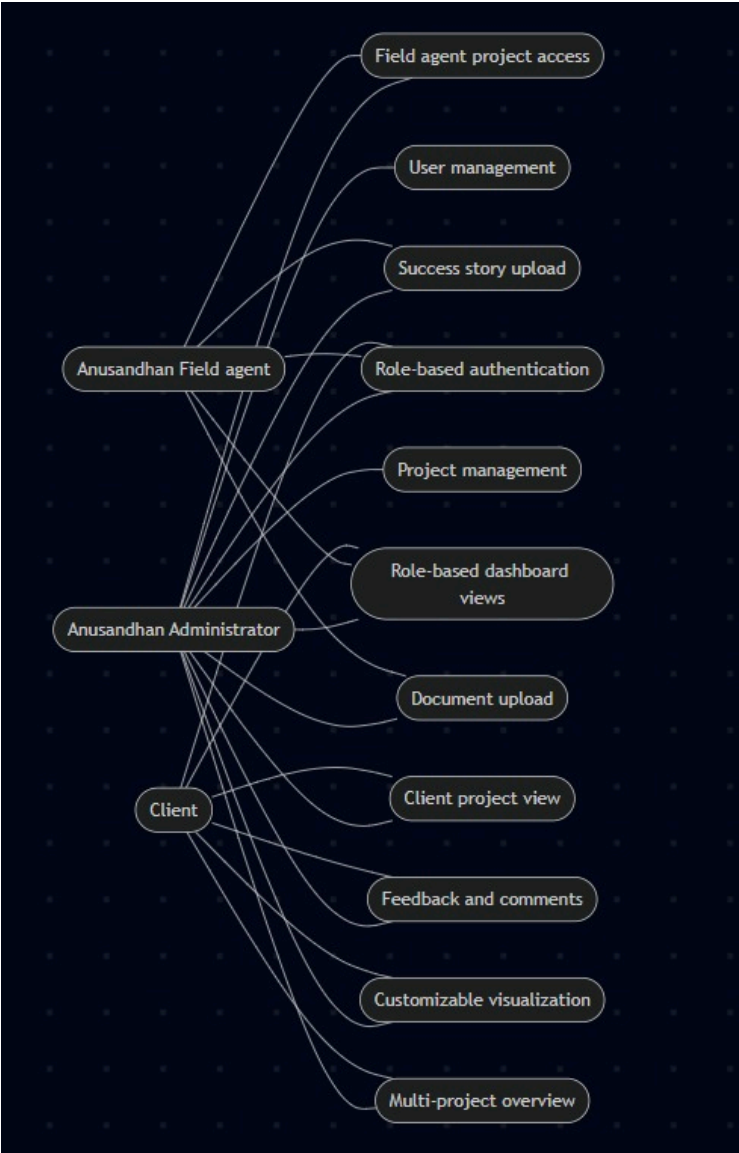 Field agent project access
User management
Success story upload
Anusandhan Field agent
Role-based authentication
Project management
Role-based dashboard
views
Anusandhan Administrator
Document upload
Client project view
Client
Feedback and comments
Customizable visualization
Multi-project overview